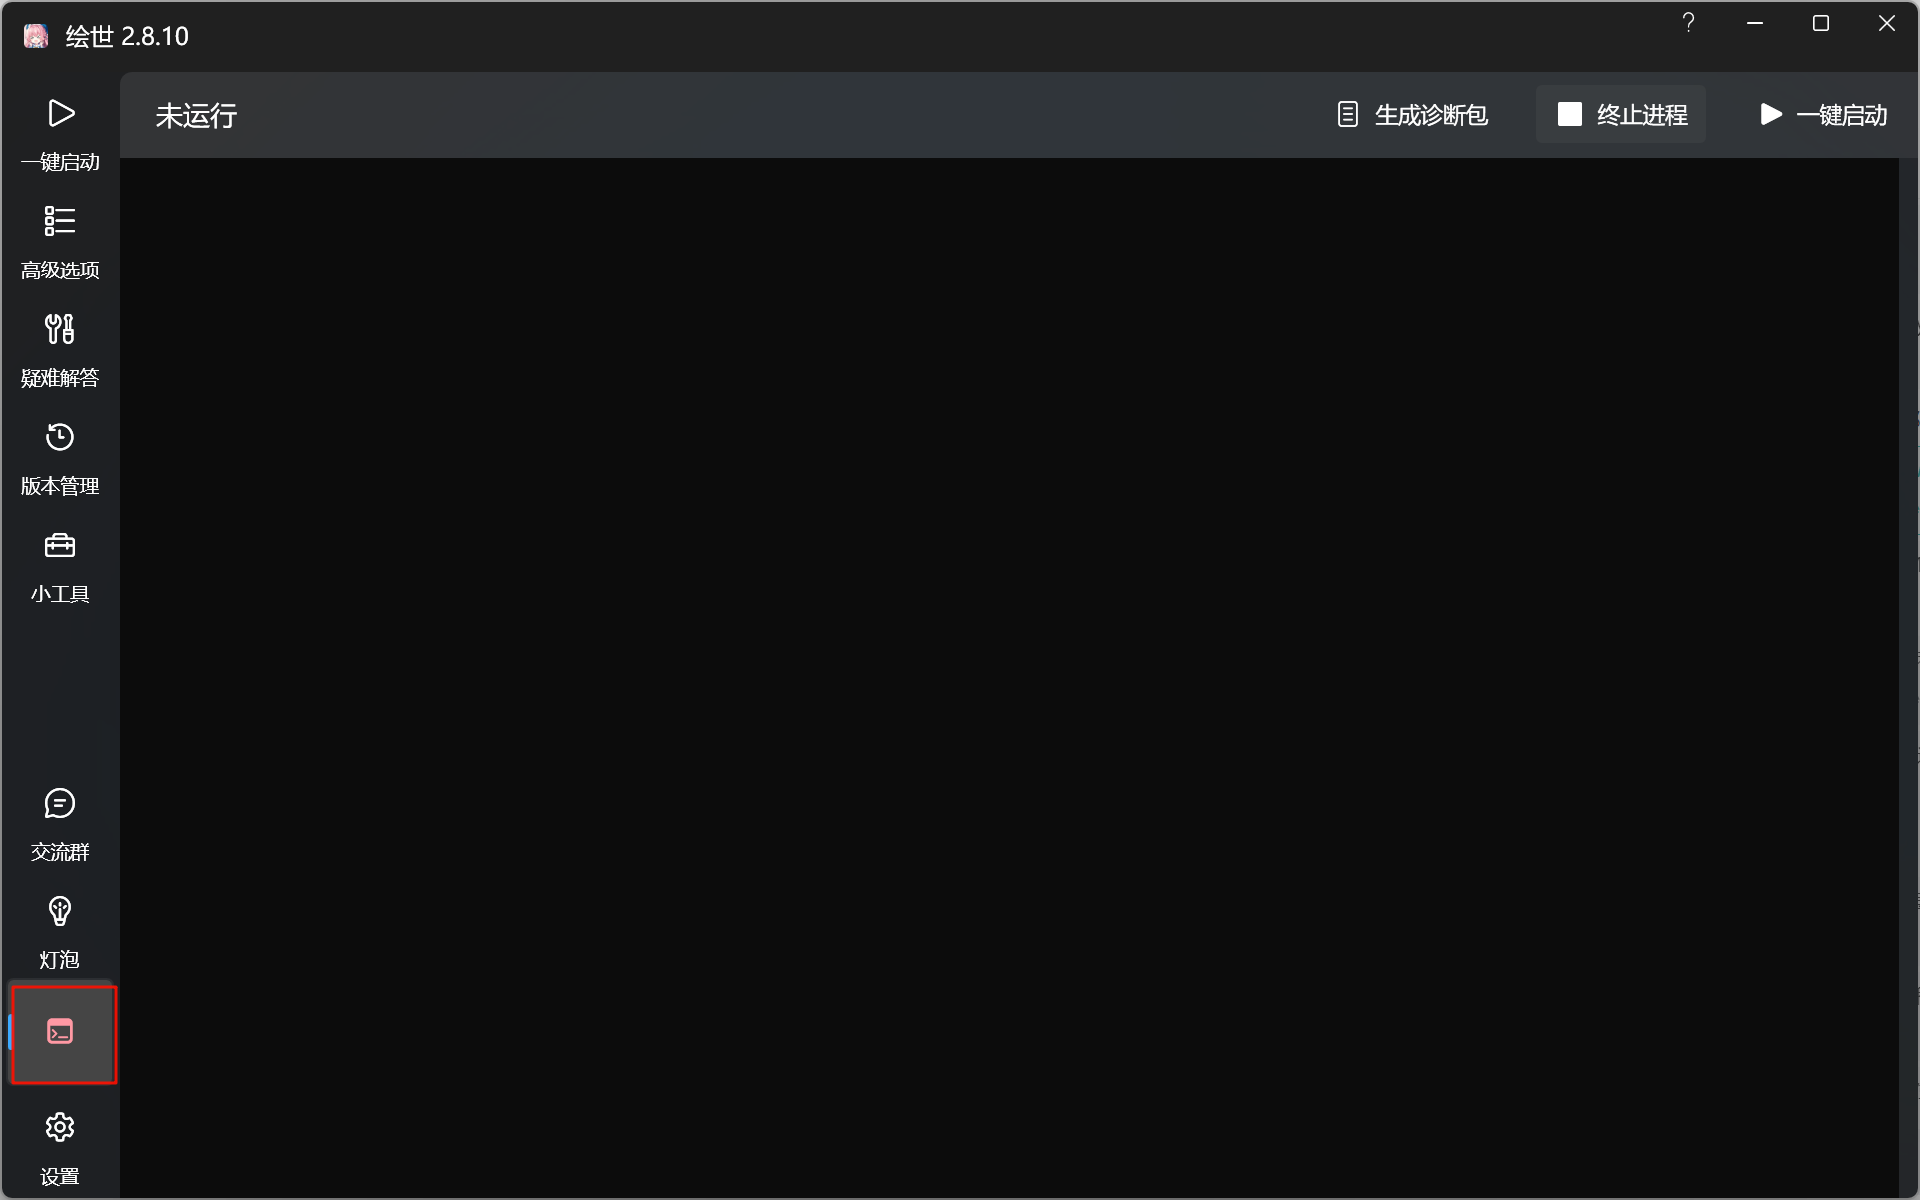 绘世 2.8.10
未运行
生成诊断包
终止进程
一键启动
一键启动
高级选项
疑难解答
版本管理
小工具
交流群
灯泡
设置